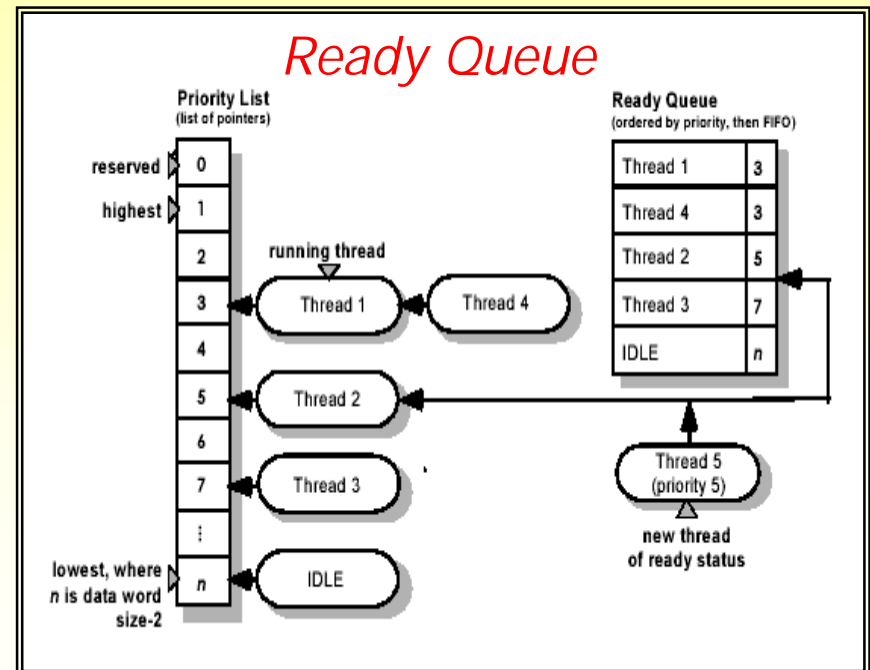 Ready Queue
Priority List
(list of pointers)
reserved
highest
0
1
2
3
4
5
6
7
⋮
n
lowest, where
n is data word
size-2
running thread
Thread 1
Thread 4
Thread 2
Thread 3
IDLE
Ready Queue
(ordered by priority, then FIFO)
Thread 1 3
Thread 4 3
Thread 2 5
Thread 3 7
IDLE n
Thread 5
(priority 5)
new thread
of ready status